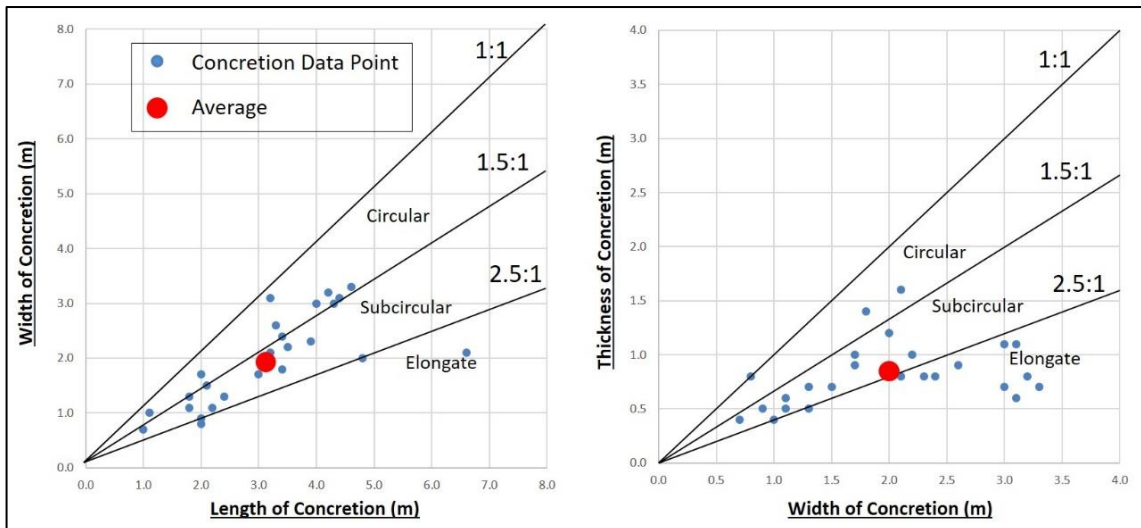 8.0
7.0
6.0
5.0
4.0
3.0
2.0
1.0
0.0
Width of Concretion (m)
Concretion Data Point
Average
1:1
1.5:1
2.5:1
Circular
Subcircular
Elongate
0.0 1.0 2.0 3.0 4.0 5.0 6.0 7.0 8.0
Length of Concretion (m)
4.0
3.5
3.0
2.5
2.0
1.5
1.0
0.5
0.0
Thickness of Concretion (m)
1:1
1.5:1
2.5:1
Circular
Subcircular
Elongate
0.0 0.5 1.0 1.5 2.0 2.5 3.0 3.5 4.0
Width of Concretion (m)